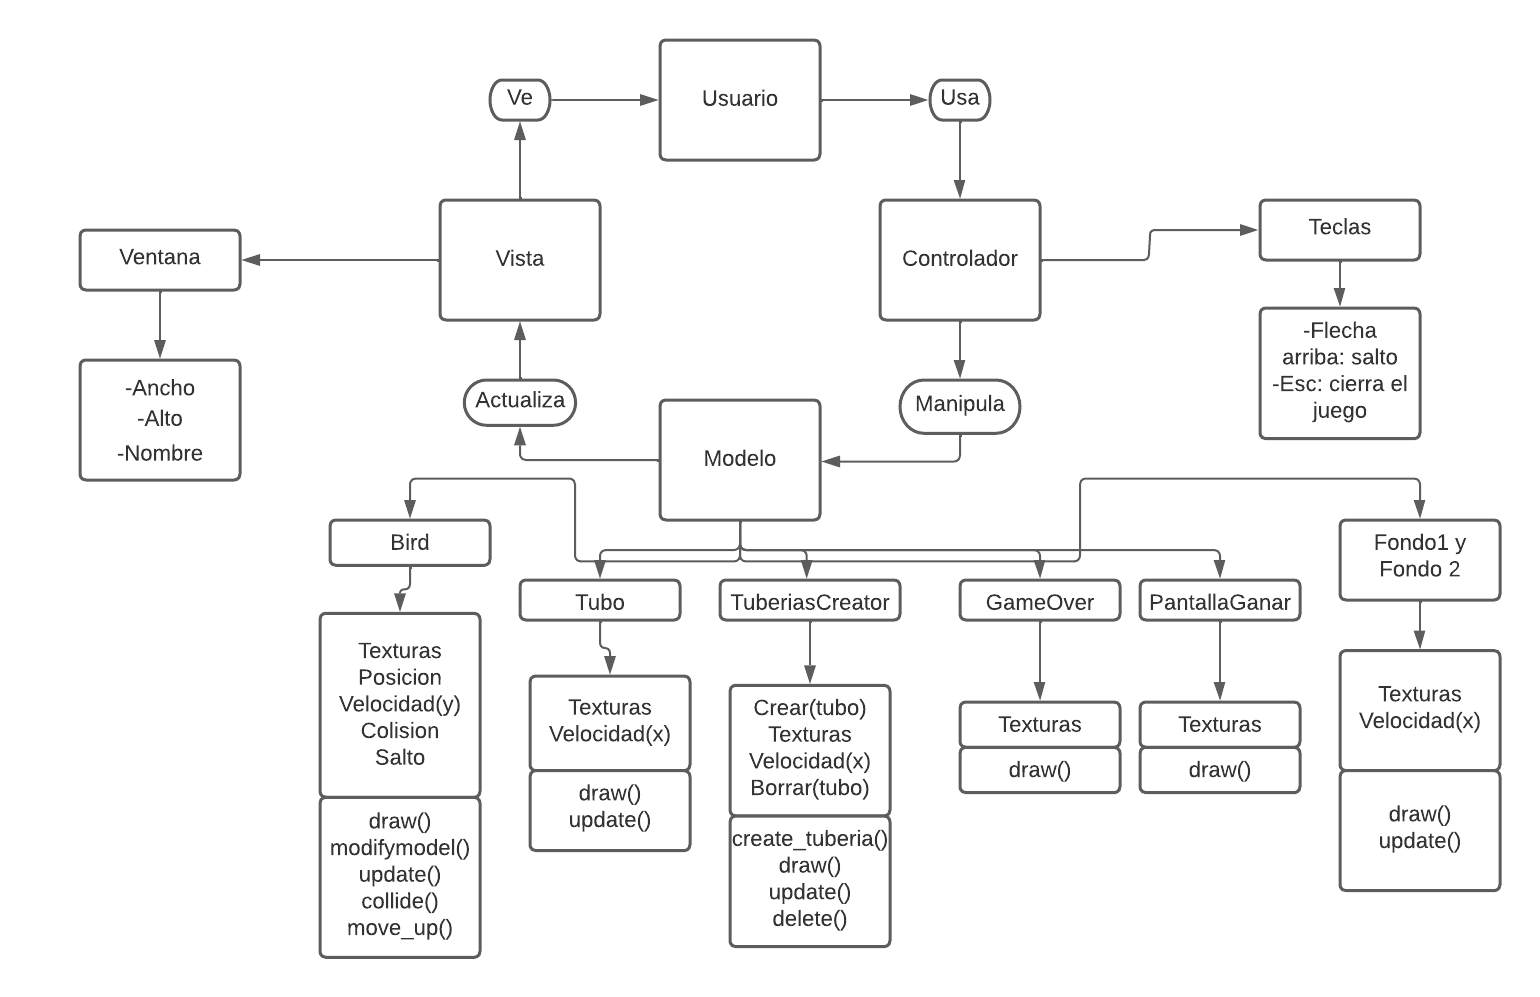 Ve
Usuario
Usa
Ventana
Vista
Controlador
Teclas
-Ancho
-Alto
-Nombre
Actualiza
Modelo
Manipula
-Flecha
arriba: salto
-Esc: cierra el
juego
Bird
Tubo
TuberiasCreator
GameOver
PantallaGanar
Fondo1 y
Fondo 2
Texturas
Posicion
Velocidad(y)
Colision
Salto
draw()
modifymodel()
update()
collide()
move_up()
Texturas
Velocidad(x)
draw()
update()
Crear(tubo)
Texturas
Velocidad(x)
Borrar(tubo)
create_tuberia()
draw()
update()
delete()
Texturas
draw()
Texturas
draw()
Texturas
Velocidad(x)
draw()
update()